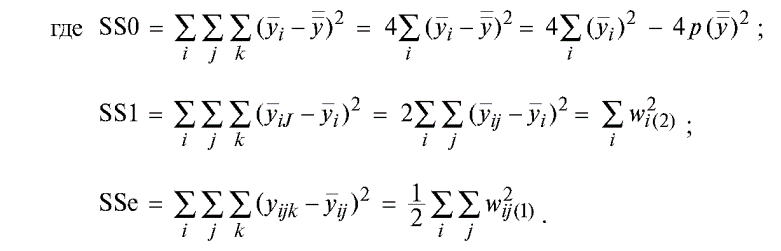 где SS0 = ∑_i ∑_j ∑_k (ȳ_i − y̿)² = 4∑_i (ȳ_i − y̿)² = 4∑_i (ȳ_i)² − 4p(y̿)² ;
SS1 = ∑_i ∑_j ∑_k (ȳ_iJ − ȳ_i)² = 2∑_i ∑_j (ȳ_ij − ȳ_i)² = ∑_i w²_i(2) ;
SSe = ∑_i ∑_j ∑_k (y_ijk − ȳ_ij)² = 1/2 ∑_i ∑_j w²_ij(1) .